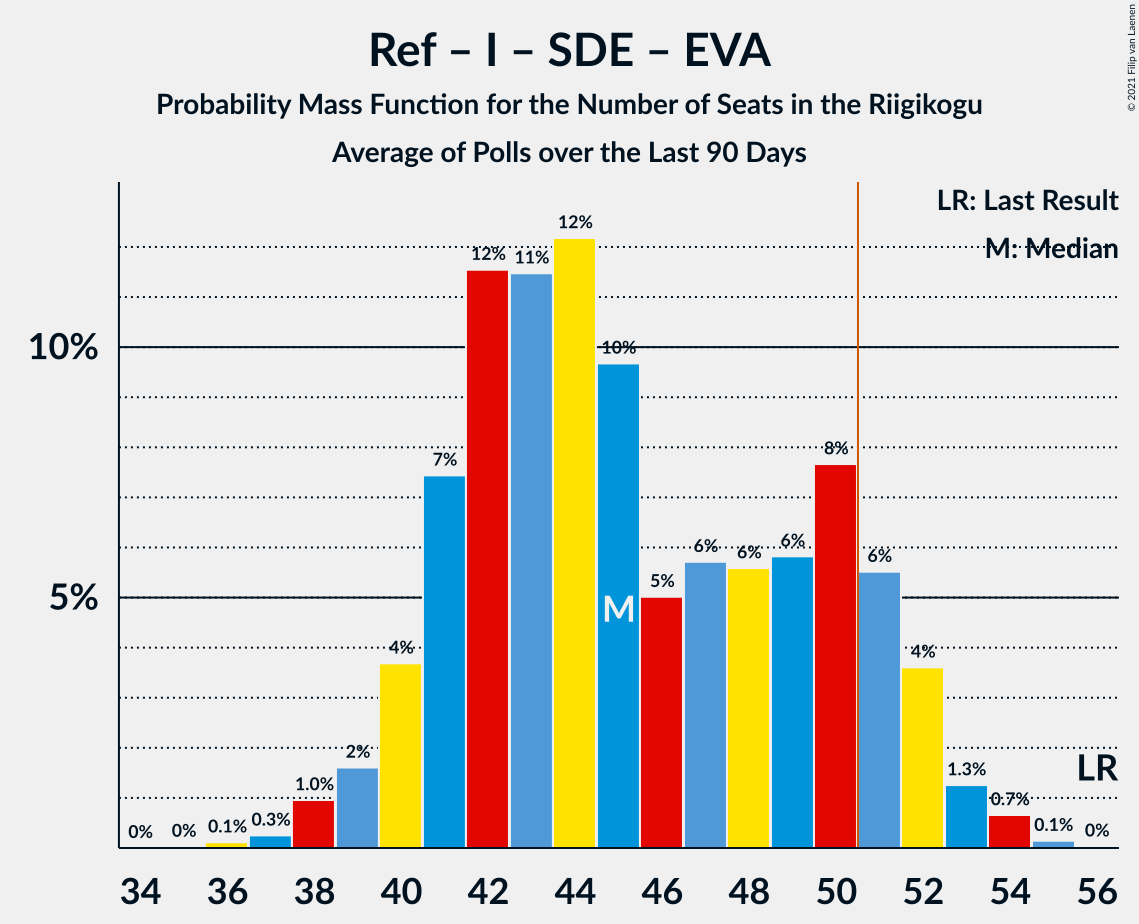 Ref – I – SDE – EVA
Probability Mass Function for the Number of Seats in the Riigikogu
Average of Polls over the Last 90 Days
© 2021 Filip van Laenen
LR: Last Result
M: Median
10%
5%
0%
0%
0.1%
0.3%
1.0%
2%
4%
7%
12%
11%
12%
10%
5%
6%
6%
6%
8%
6%
4%
1.3%
0.7%
0.1%
0%
M
LR
34 36 38 40 42 44 46 48 50 52 54 56